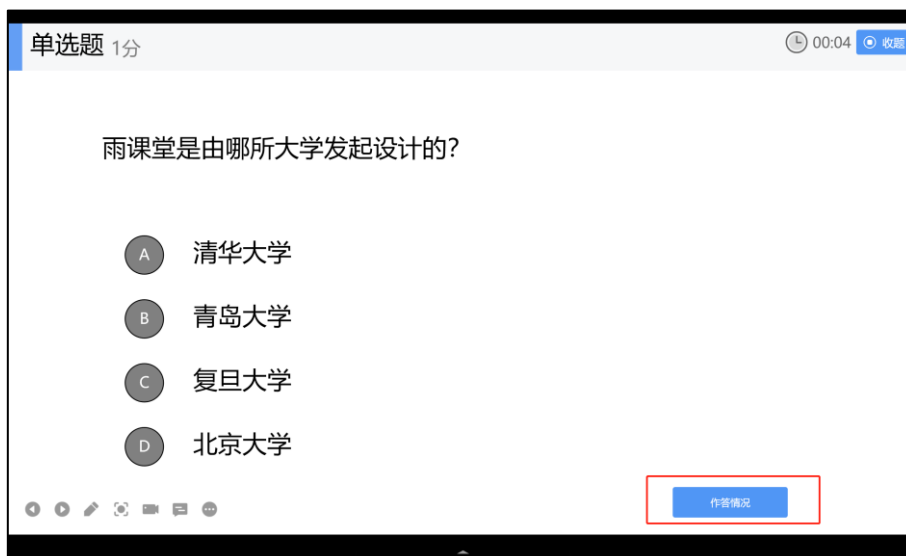 单选题 1分
00:04 收题
雨课堂是由哪所大学发起设计的?
A 清华大学
B 青岛大学
C 复旦大学
D 北京大学
作答情况